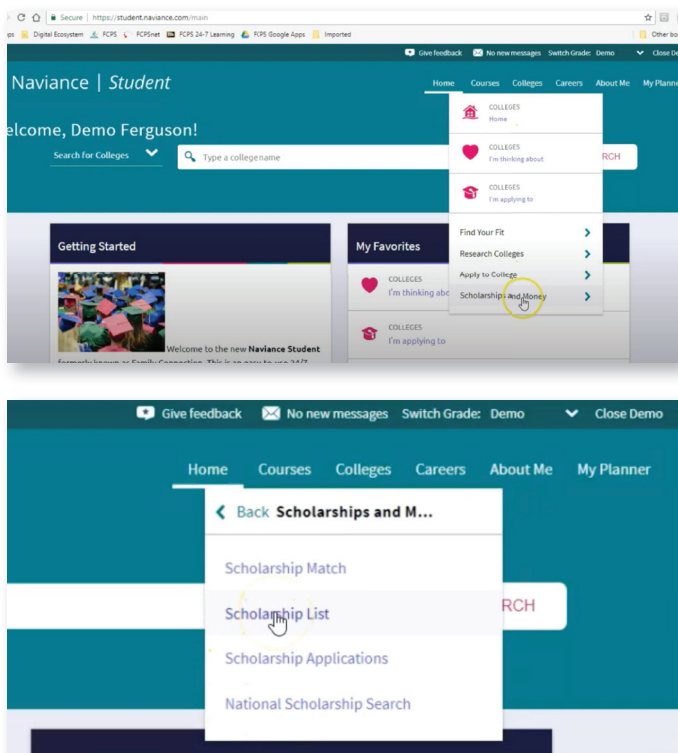 Secure | https://student.naviance.com/main
Digital Ecosystem FCPS FCPSnet FCPS 24-7 Learning FCPS Google Apps Imported Other bo
Give feedback No new messages Switch Grade: Demo Close De
Naviance | Student
Home Courses Colleges Careers About Me My Planne
elcome, Demo Ferguson!
Search for Colleges Type a college name RCH
COLLEGES
Home
COLLEGES
I'm thinking about
COLLEGES
I'm applying to
Find Your Fit
Research Colleges
Apply to College
Scholarships and Money
Getting Started
Welcome to the new Naviance Student
formerly known as Family Connection. This is an easy to use 24/7
My Favorites
COLLEGES
I'm thinking abo
COLLEGES
I'm applying to
Give feedback No new messages Switch Grade: Demo Close Demo
Home Courses Colleges Careers About Me My Planner
Back Scholarships and M...
Scholarship Match
Scholarship List
RCH
Scholarship Applications
National Scholarship Search